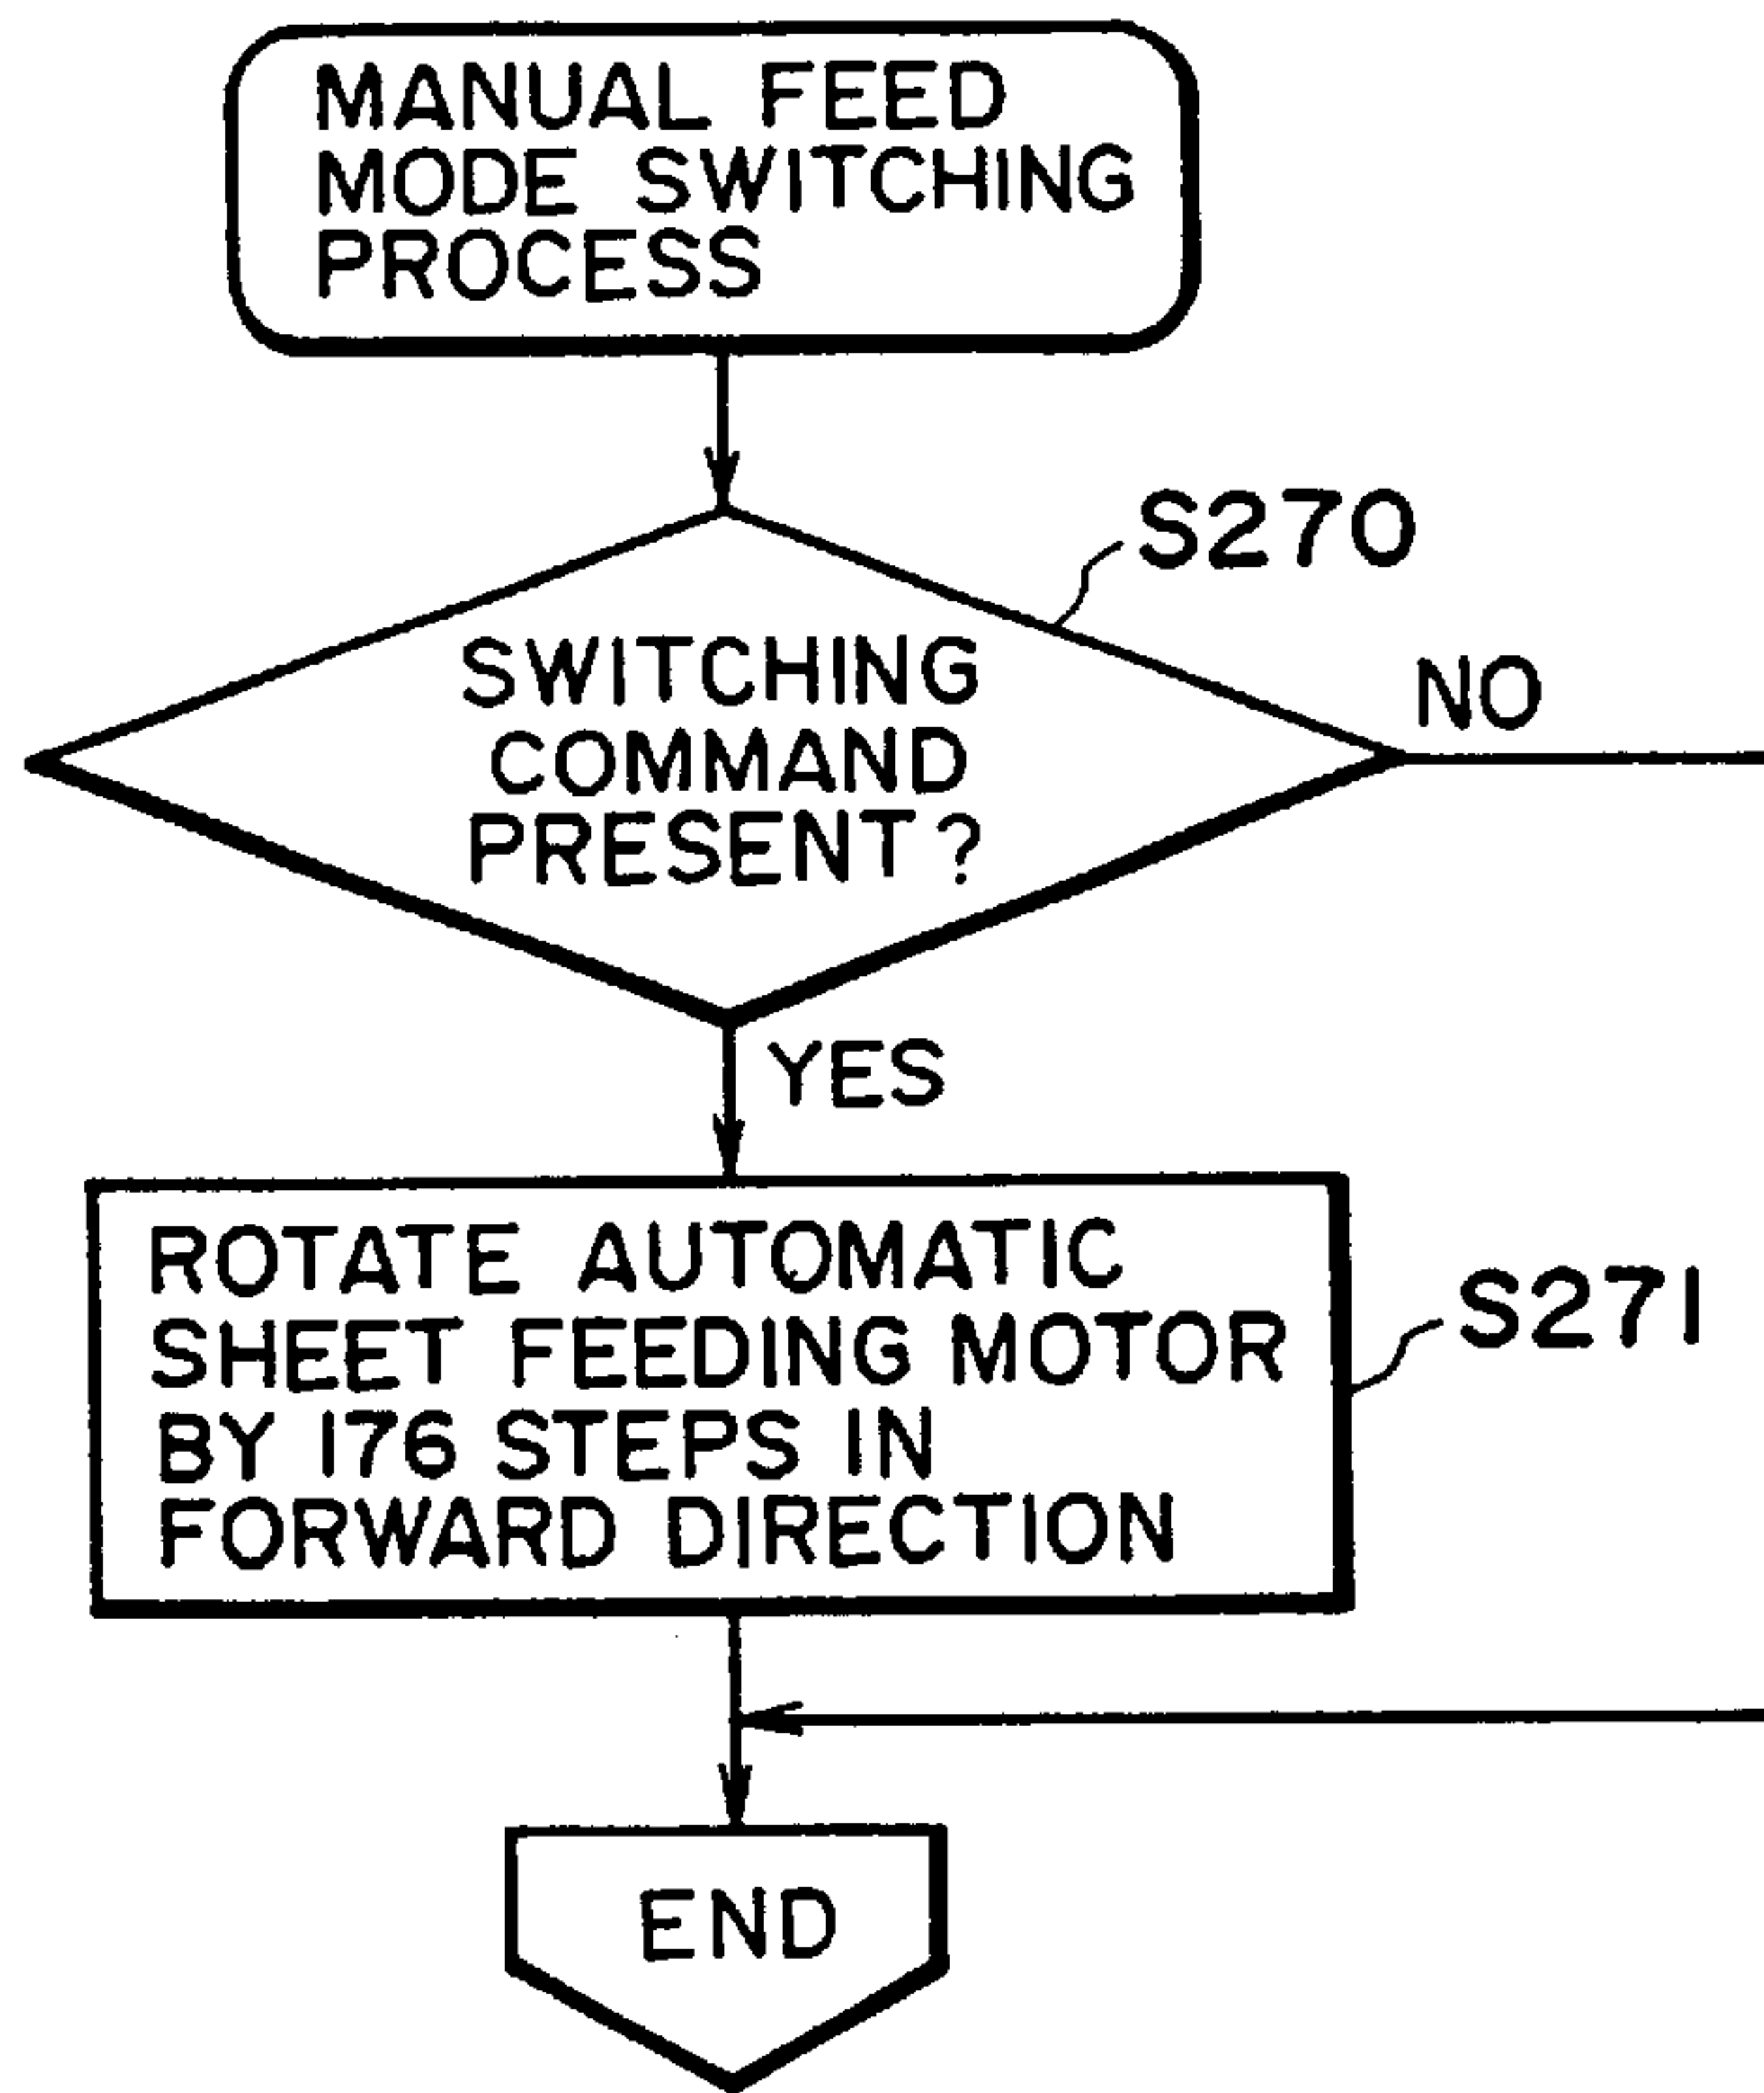 MANUAL FEED
MODE SWITCHING
PROCESS
S270
SWITCHING
COMMAND
PRESENT?
NO
YES
ROTATE AUTOMATIC
SHEET FEEDING MOTOR
BY 176 STEPS IN
FORWARD DIRECTION
S271
END